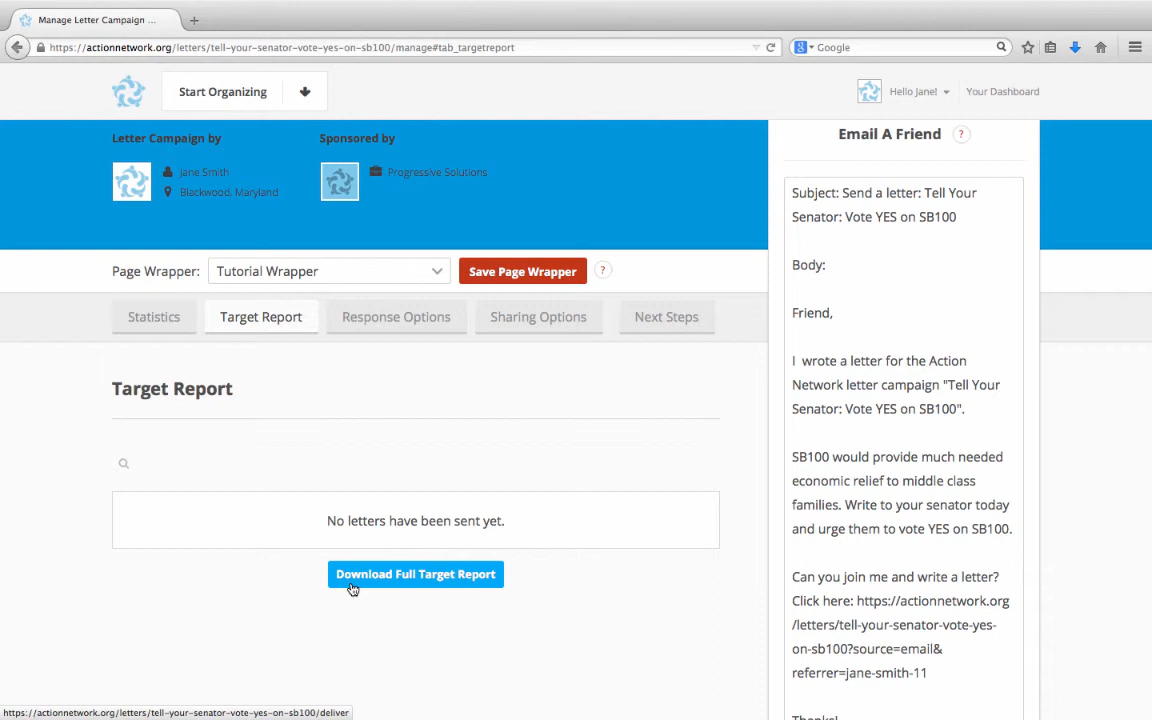 Manage Letter Campaign ...
https://actionnetwork.org/letters/tell-your-senator-vote-yes-on-sb100/manage#tab_targetreport
Google
Start Organizing
Hello Jane!
Your Dashboard
Letter Campaign by
Jane Smith
Blackwood, Maryland
Sponsored by
Progressive Solutions
Page Wrapper:
Tutorial Wrapper
Save Page Wrapper
?
Statistics
Target Report
Response Options
Sharing Options
Next Steps
Target Report
No letters have been sent yet.
Download Full Target Report
Email A Friend
?
Subject: Send a letter: Tell Your
Senator: Vote YES on SB100
Body:
Friend,
I wrote a letter for the Action
Network letter campaign "Tell Your
Senator: Vote YES on SB100".
SB100 would provide much needed
economic relief to middle class
families. Write to your senator today
and urge them to vote YES on SB100.
Can you join me and write a letter?
Click here: https://actionnetwork.org
/letters/tell-your-senator-vote-yes-
on-sb100?source=email&
referrer=jane-smith-11
Thanks!
https://actionnetwork.org/letters/tell-your-senator-vote-yes-on-sb100/deliver